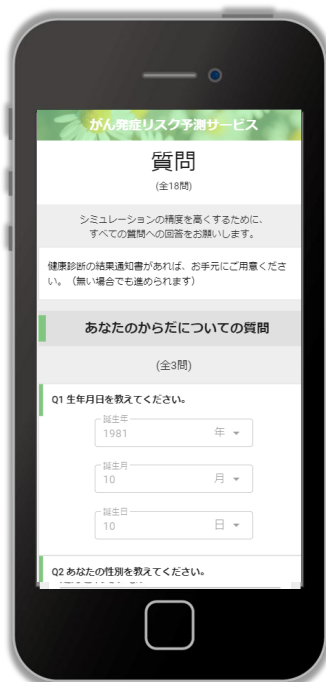 がん発症リスク予測サービス
質問
(全18問)
シミュレーションの精度を高くするために、
すべての質問への回答をお願いします。
健康診断の結果通知書があれば、お手元にご用意くださ
い。（無い場合でも進められます）
あなたのからだについての質問
(全3問)
Q1 生年月日を教えてください。
誕生年
1981 年
誕生月
10 月
誕生日
10 日
Q2 あなたの性別を教えてください。